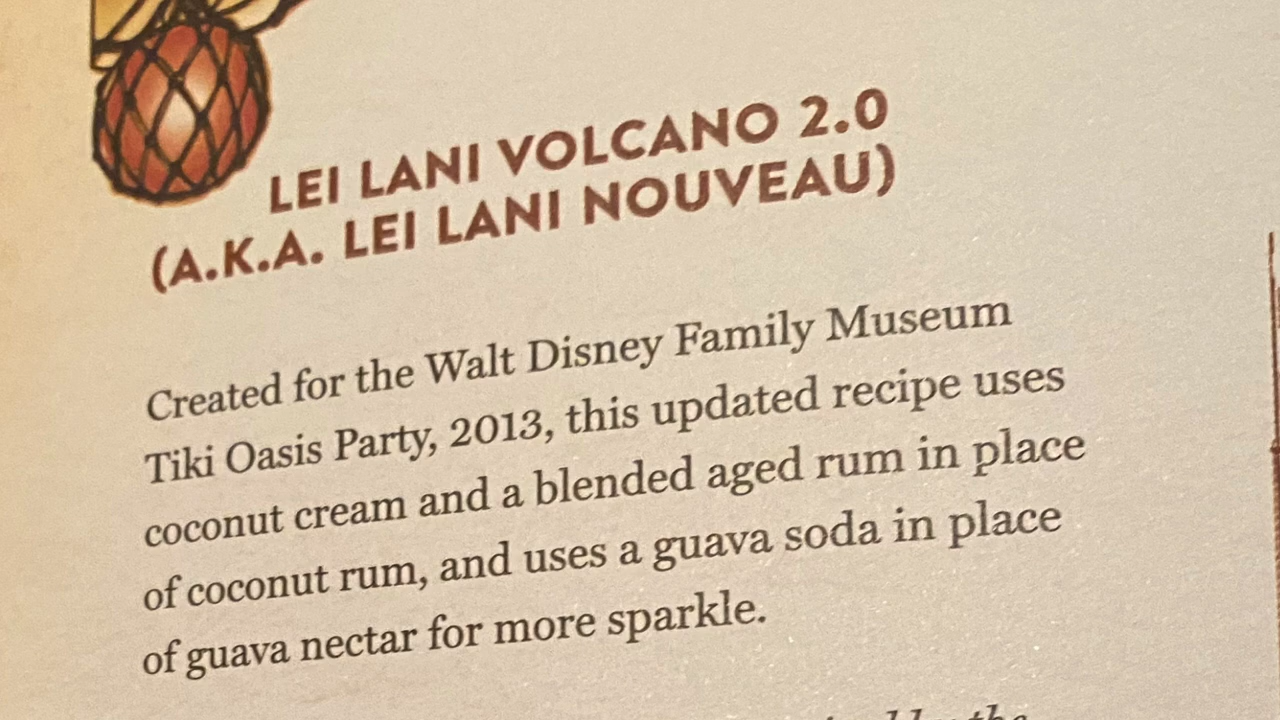 LEI LANI VOLCANO 2.0
(A.K.A. LEI LANI NOUVEAU)
Created for the Walt Disney Family Museum
Tiki Oasis Party, 2013, this updated recipe uses
coconut cream and a blended aged rum in place
of coconut rum, and uses a guava soda in place
of guava nectar for more sparkle.
the